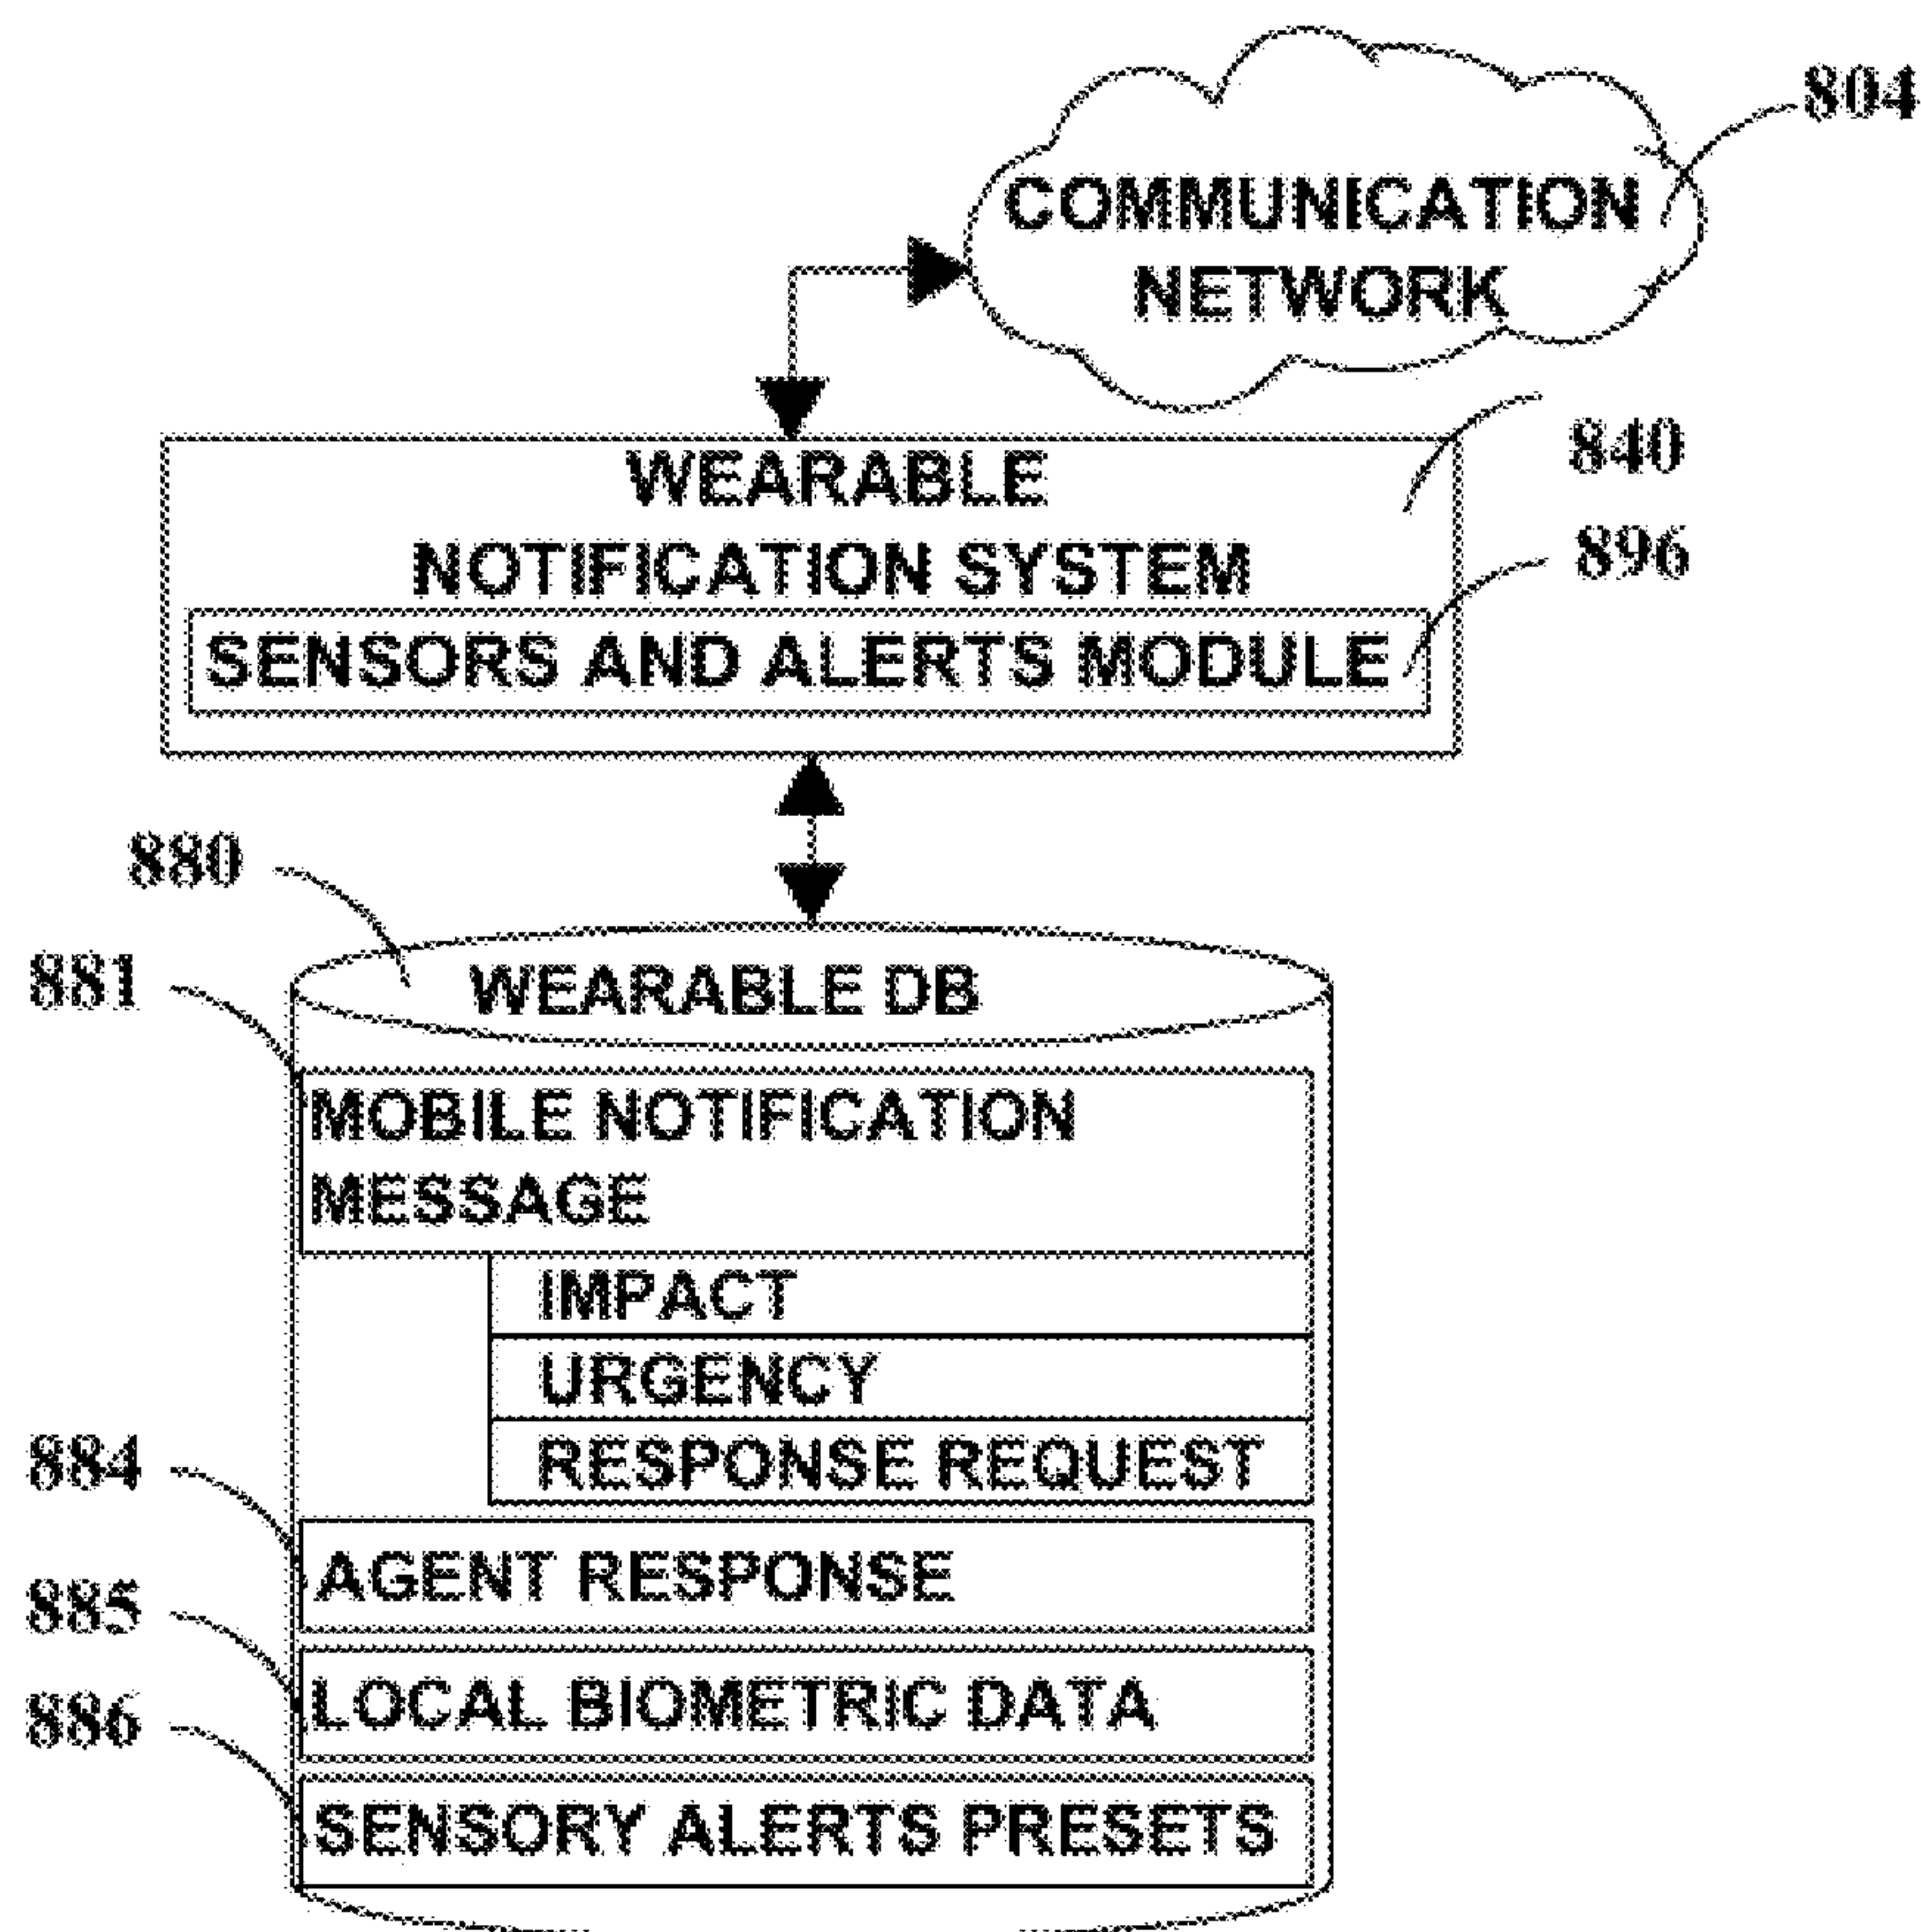 804
COMMUNICATION
NETWORK
840
WEARABLE
NOTIFICATION SYSTEM
896
SENSORS AND ALERTS MODULE
880
WEARABLE DB
881
MOBILE NOTIFICATION
MESSAGE
IMPACT
URGENCY
RESPONSE REQUEST
884
AGENT RESPONSE
885
LOCAL BIOMETRIC DATA
886
SENSORY ALERTS PRESETS